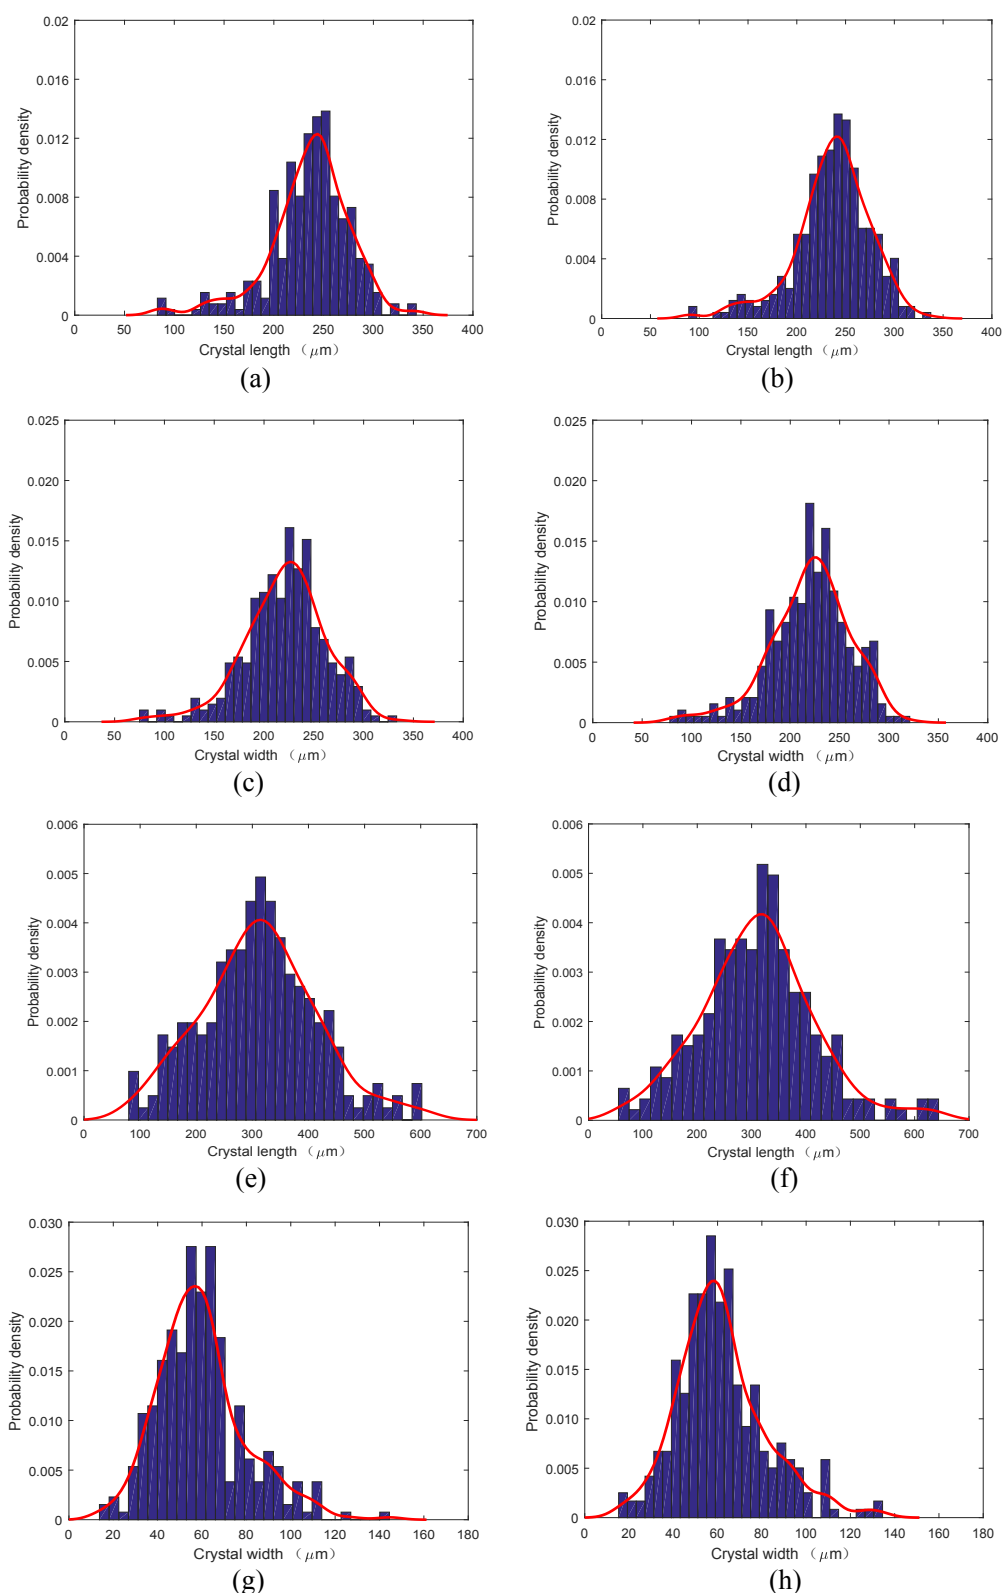 0.02
0.016
0.012
0.008
0.004
0
0 50 100 150 200 250 300 350 400
Probability density
Crystal length （μm）
(a)
0.02
0.016
0.012
0.008
0.004
0
0 50 100 150 200 250 300 350 400
Probability density
Crystal length （μm）
(b)
0.025
0.020
0.015
0.010
0.005
0
0 50 100 150 200 250 300 350 400
Probability density
Crystal width （μm）
(c)
0.025
0.020
0.015
0.010
0.005
0
0 50 100 150 200 250 300 350 400
Probability density
Crystal width （μm）
(d)
0.006
0.005
0.004
0.003
0.002
0.001
0
0 100 200 300 400 500 600 700
Probability density
Crystal length （μm）
(e)
0.006
0.005
0.004
0.003
0.002
0.001
0
0 100 200 300 400 500 600 700
Probability density
Crystal length （μm）
(f)
0.030
0.025
0.020
0.015
0.010
0.005
0
0 20 40 60 80 100 120 140 160 180
Probability density
Crystal width （μm）
(g)
0.030
0.025
0.020
0.015
0.010
0.005
0
0 20 40 60 80 100 120 140 160 180
Probability density
Crystal width （μm）
(h)